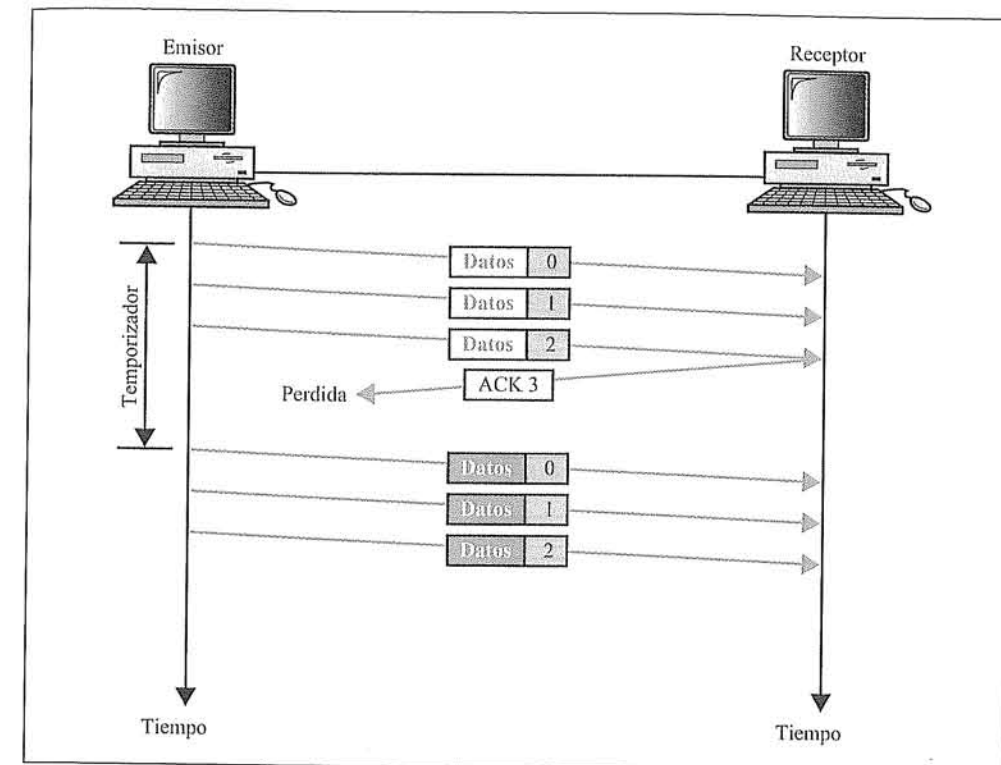 Emisor
Receptor
Temporizador
Datos 0
Datos 1
Datos 2
ACK 3
Perdida
Datos 0
Datos 1
Datos 2
Tiempo
Tiempo